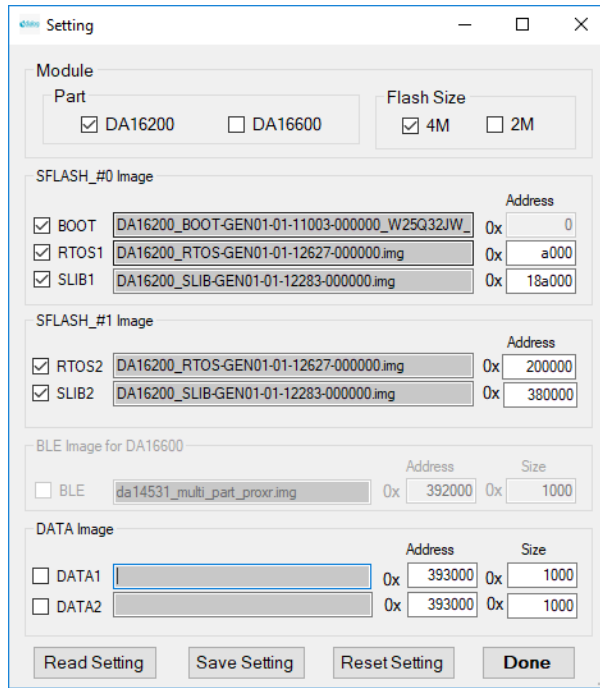 Setting
Module
Part
Flash Size
DA16200
DA16600
4M
2M
SFLASH_#0 Image
Address
BOOT DA16200_BOOT-GEN01-01-11003-000000_W25Q32JW_ 0x 0
RTOS1 DA16200_RTOS-GEN01-01-12627-000000.img 0x a000
SLIB1 DA16200_SLIB-GEN01-01-12283-000000.img 0x 18a000
SFLASH_#1 Image
Address
RTOS2 DA16200_RTOS-GEN01-01-12627-000000.img 0x 200000
SLIB2 DA16200_SLIB-GEN01-01-12283-000000.img 0x 380000
BLE Image for DA16600
Address Size
BLE da14531_multi_part_proxr.img 0x 392000 0x 1000
DATA Image
Address Size
DATA1 0x 393000 0x 1000
DATA2 0x 393000 0x 1000
Read Setting Save Setting Reset Setting Done